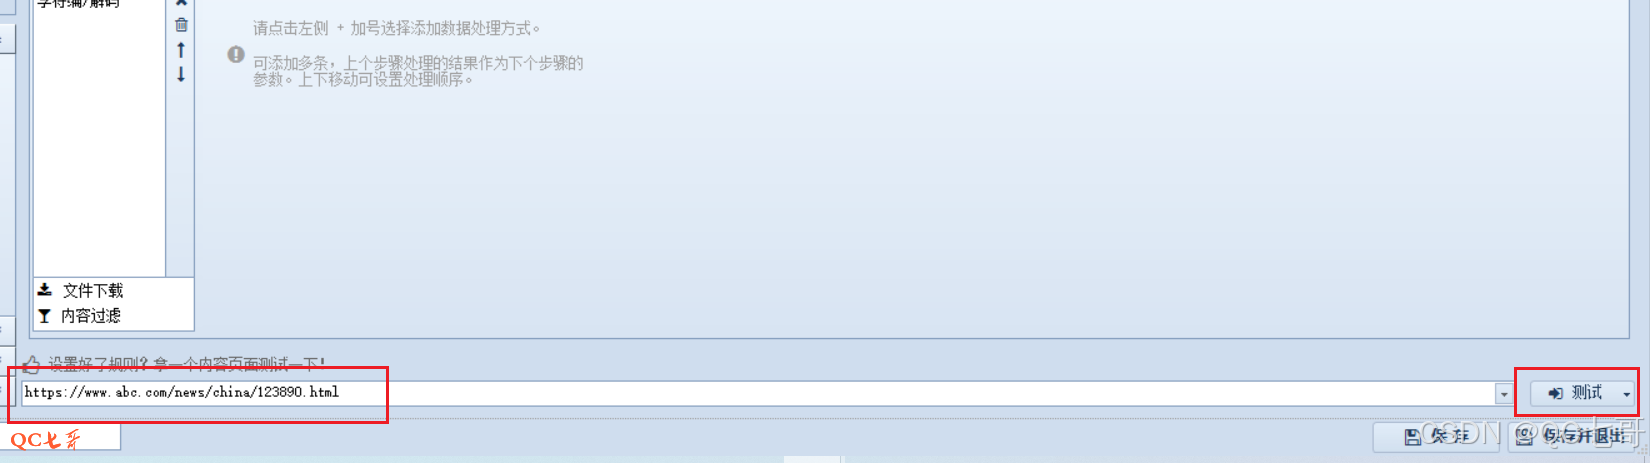 字符编/解码
请点击左侧 + 加号选择添加数据处理方式。
可添加多条，上个步骤处理的结果作为下个步骤的
参数。上下移动可设置处理顺序。
文件下载
内容过滤
设置好了规则？拿一个内容页面测试一下！
https://www.abc.com/news/china/123890.html
测试
QC七哥
保存
保存并退出
CSDN @QC七哥